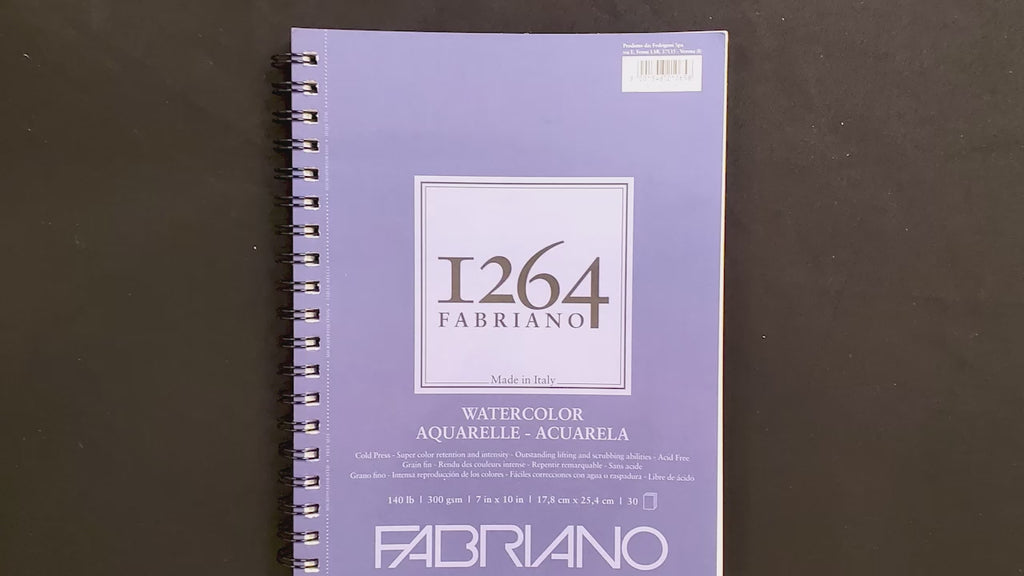 1264
FABRIANO
Made in Italy
WATERCOLOR
AQUARELLE - ACUARELA
Cold Press - Super color retention and intensity - Outstanding lifting and scrubbing abilities - Acid Free
Grain fin - Rendu des couleurs intense - Repentir remarquable - Sans acide
Grano fino - Intensa reproducción de los colores - Fáciles correcciones con agua o raspadura - Libre de ácido
140 lb | 300 gsm | 7 in x 10 in | 17,8 cm x 25,4 cm | 30
FABRIANO